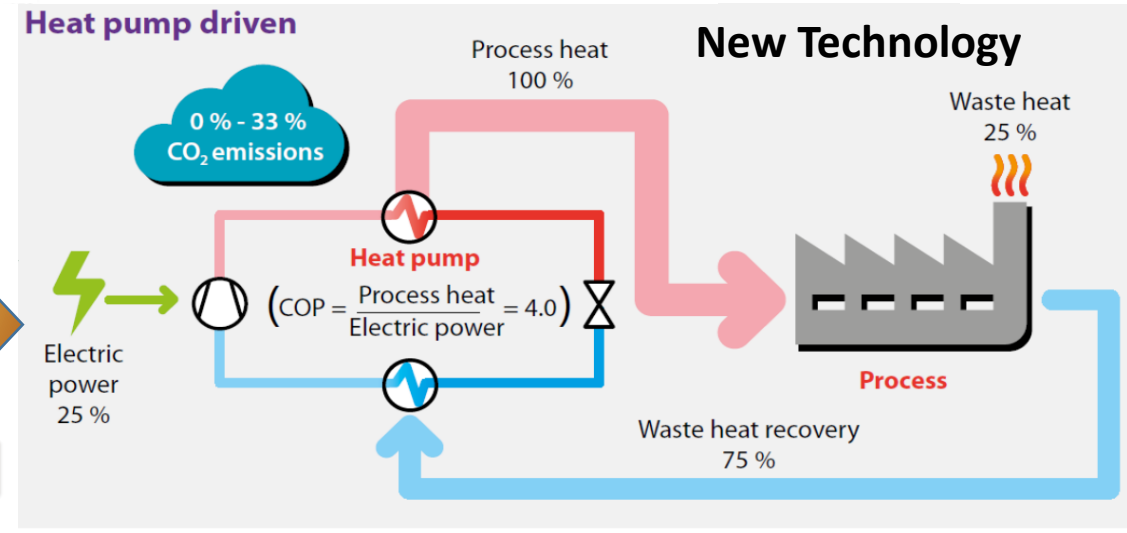 Heat pump driven
New Technology
Process heat
100 %
Waste heat
25 %
0 % - 33 %
CO₂ emissions
Heat pump
(COP = Process heat / Electric power = 4.0)
Electric
power
25 %
Process
Waste heat recovery
75 %